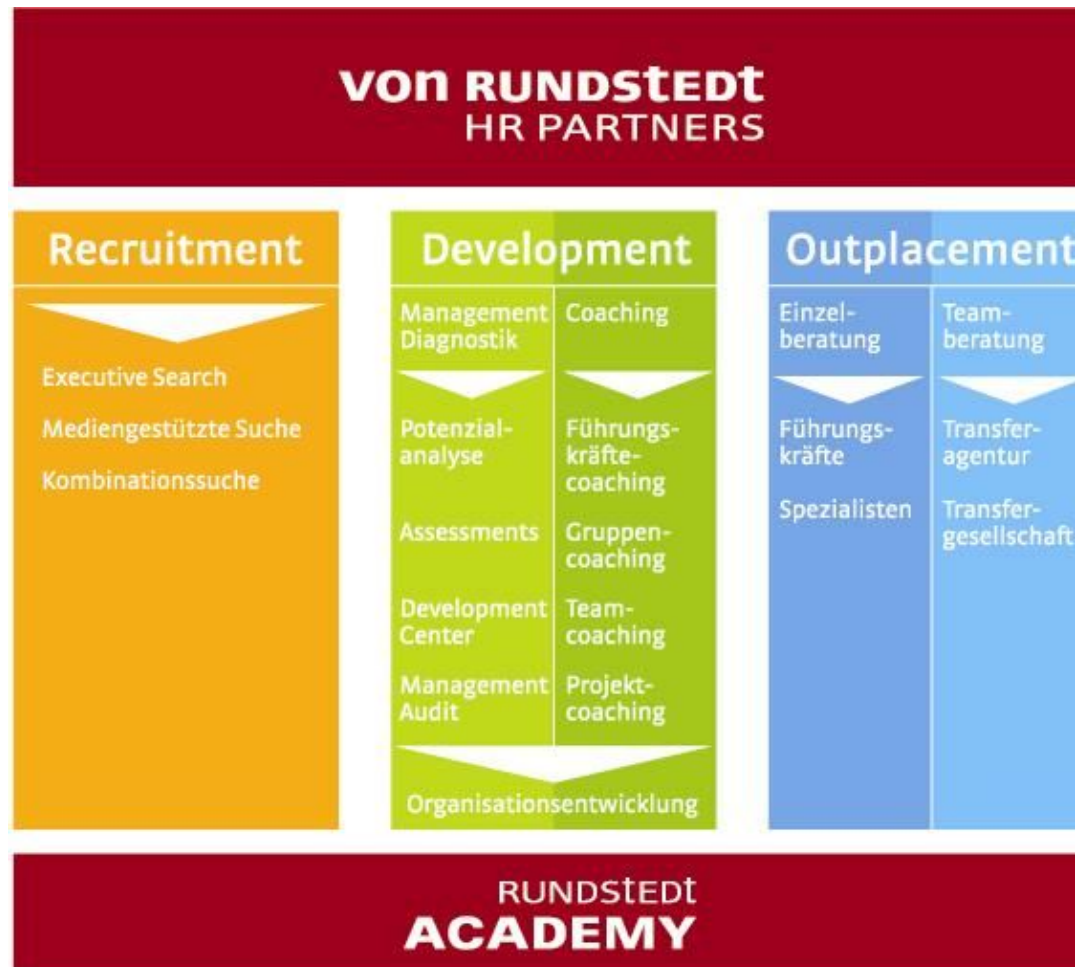 von RUNDStEDt
HR PARTNERS
Recruitment
Executive Search
Mediengestützte Suche
Kombinationssuche
Development
Management
Diagnostik
Potenzial-
analyse
Assessments
Development
Center
Management
Audit
Coaching
Führungs-
kräfte-
coaching
Gruppen-
coaching
Team-
coaching
Projekt-
coaching
Organisationsentwicklung
Outplacement
Einzel-
beratung
Führungs-
kräfte
Spezialisten
Team-
beratung
Transfer-
agentur
Transfer-
gesellschaft
RUNDStEDt
ACADEMY